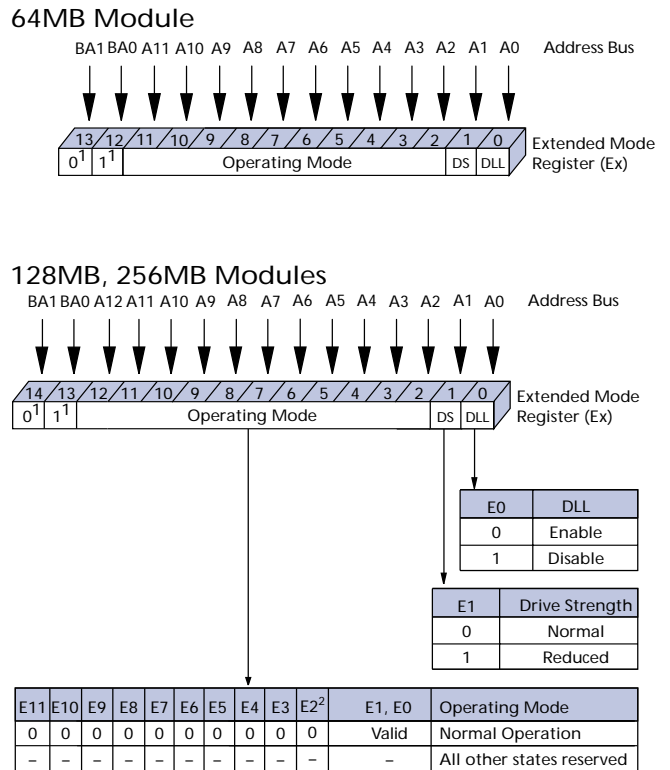 64MB Module
BA1 BA0 A11 A10 A9 A8 A7 A6 A5 A4 A3 A2 A1 A0 Address Bus
13 12 11 10 9 8 7 6 5 4 3 2 1 0 Extended Mode
0¹ 1¹ Operating Mode DS DLL Register (Ex)
128MB, 256MB Modules
BA1 BA0 A12 A11 A10 A9 A8 A7 A6 A5 A4 A3 A2 A1 A0 Address Bus
14 13 12 11 10 9 8 7 6 5 4 3 2 1 0 Extended Mode
0¹ 1¹ Operating Mode DS DLL Register (Ex)
E0 DLL
0 Enable
1 Disable
E1 Drive Strength
0 Normal
1 Reduced
E11 E10 E9 E8 E7 E6 E5 E4 E3 E2² E1, E0 Operating Mode
0 0 0 0 0 0 0 0 0 0 Valid Normal Operation
– – – – – – – – – – – All other states reserved